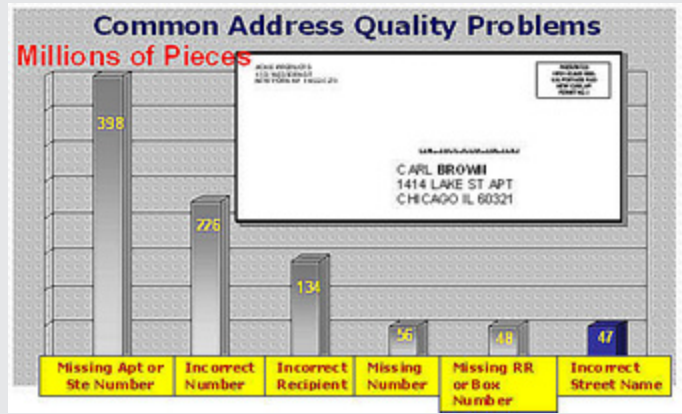 Common Address Quality Problems
Millions of Pieces
CARL BROWN
1414 LAKE ST APT
CHICAGO IL 60321
398
226
134
56
48
47
Missing Apt or
Ste Number
Incorrect
Number
Incorrect
Recipient
Missing
Number
Missing RR
or Box
Number
Incorrect
Street Name